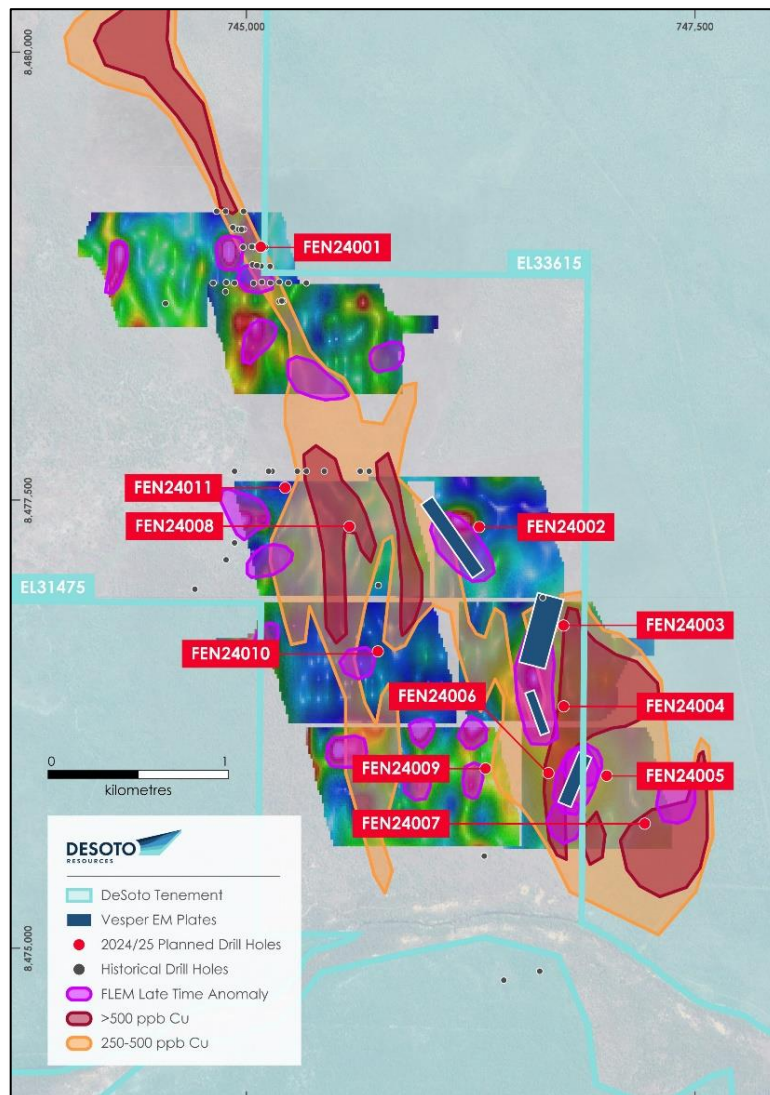 745,000
747,500
8,480,000
FEN24001
EL33615
FEN24011
8,477,500
FEN24008
FEN24002
EL31475
FEN24003
FEN24010
FEN24006
FEN24004
FEN24009
FEN24005
FEN24007
0
1
kilometres
DESOTO
RESOURCES
DeSoto Tenement
Vesper EM Plates
2024/25 Planned Drill Holes
Historical Drill Holes
FLEM Late Time Anomaly
>500 ppb Cu
250-500 ppb Cu
8,475,000